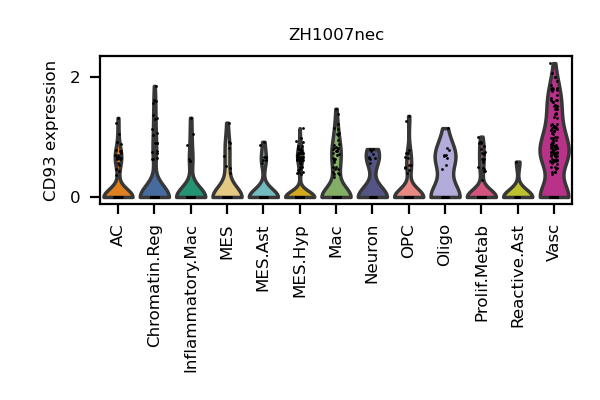 ZH1007nec
CD93 expression
2
0
AC
Chromatin.Reg
Inflammatory.Mac
MES
MES.Ast
MES.Hyp
Mac
Neuron
OPC
Oligo
Prolif.Metab
Reactive.Ast
Vasc